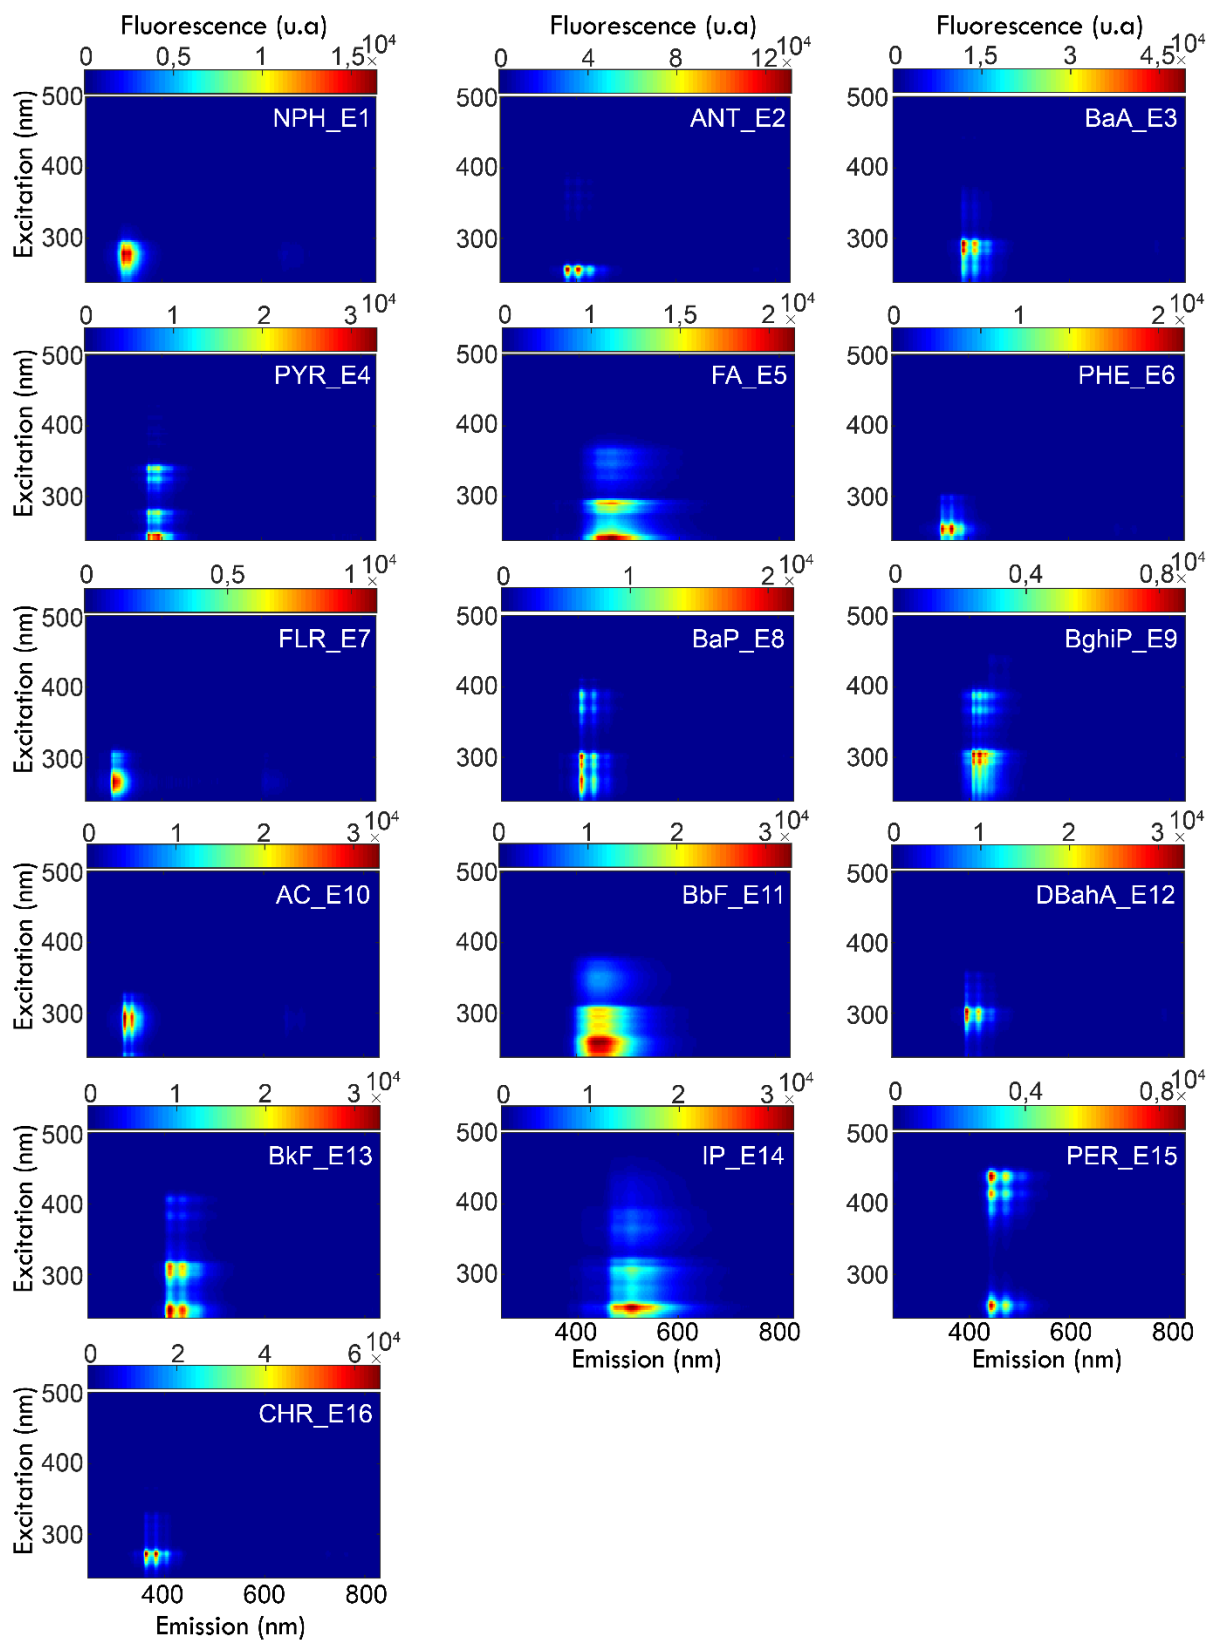 Fluorescence (u.a) Fluorescence (u.a) Fluorescence (u.a)
0 0,5 1 1,5 ×10⁴ 0 4 8 12 ×10⁴ 0 1,5 3 4,5 ×10⁴
500 NPH_E1 ANT_E2 BaA_E3
Excitation (nm)
400
300
500
400
300
500
400
300
0 1 2 3 ×10⁴ 1 1,5 2 ×10⁴ 0 1 2 ×10⁴
500 PYR_E4 500 FA_E5 500 PHE_E6
Excitation (nm)
400 400 400
300 300 300
0 0,5 1 ×10⁴ 0 1 2 ×10⁴ 0 0,4 0,8 ×10⁴
500 FLR_E7 500 BaP_E8 500 BghiP_E9
Excitation (nm)
400 400 400
300 300 300
0 1 2 3 ×10⁴ 0 1 2 3 ×10⁴ 0 1 2 3 ×10⁴
500 AC_E10 500 BbF_E11 500 DBahA_E12
Excitation (nm)
400 400 400
300 300 300
0 1 2 3 ×10⁴ 0 1 2 3 ×10⁴ 0 0,4 0,8 ×10⁴
500 BkF_E13 500 IP_E14 500 PER_E15
Excitation (nm)
400 400 400
300 300 300
400 600 800 400 600 800
Emission (nm) Emission (nm)
0 2 4 6 ×10⁴
500 CHR_E16
Excitation (nm)
400
300
400 600 800
Emission (nm)